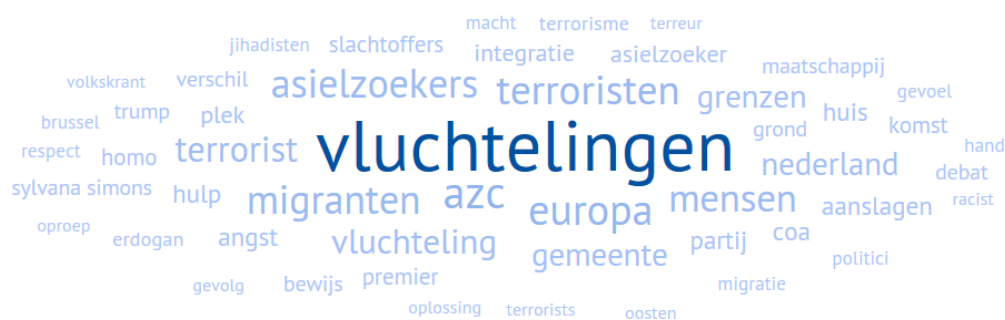 macht terrorisme terreur
jihadisten slachtoffers integratie asielzoeker
volkskrant verschil asielzoekers terroristen grenzen maatschappij gevoel
brussel trump plek huis komst
respect homo terrorist vluchtelingen grond nederland hand
sylvana simons hulp migranten azc europa mensen aanslagen debat racist
oproep erdogan angst vluchteling gemeente partij coa politici
gevolg bewijs premier migratie
oplossing terrorists oosten